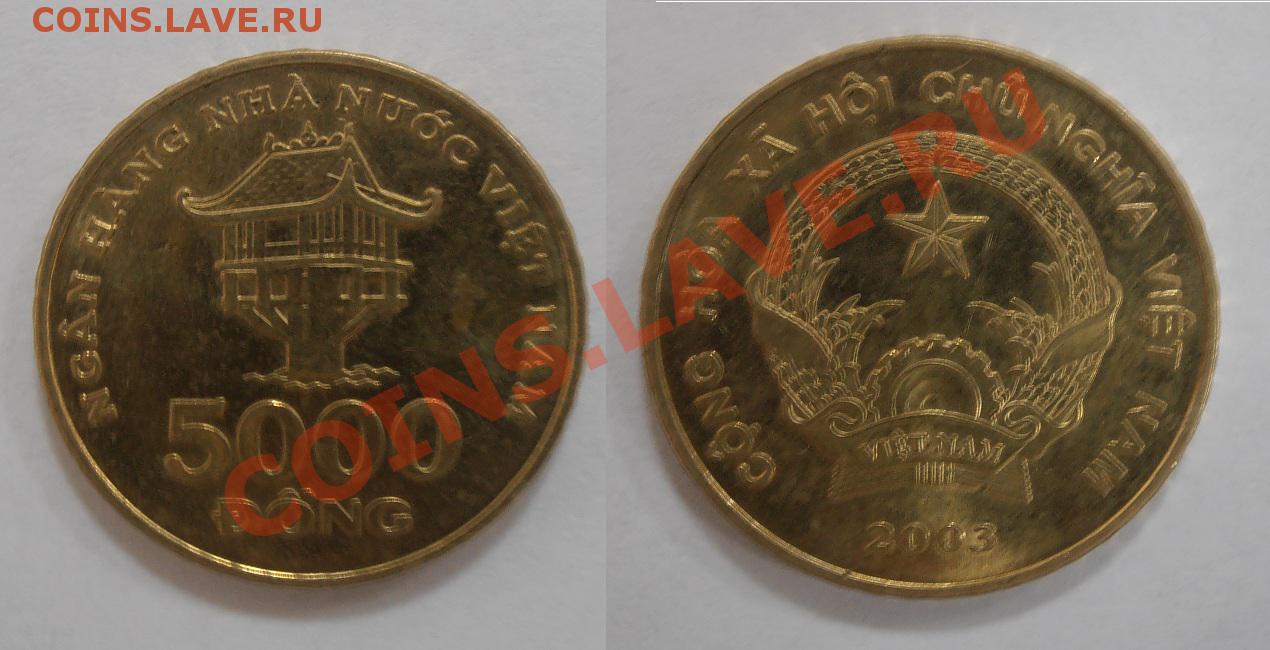 COINS.LAVE.RU
NGÂN HÀNG NHÀ NƯỚC VIỆT NAM
5000
ĐỒNG
CỘNG HÒA XÃ HỘI CHỦ NGHĨA VIỆT NAM
VIỆT NAM
2003
COINS.LAVE.RU